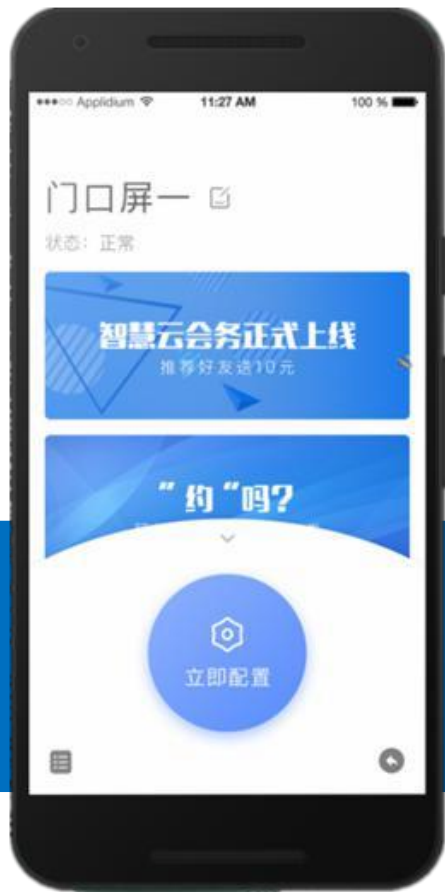 Applidium 11:27 AM 100 %
门口屏一
状态：正常
智慧云会务正式上线
推荐好友送10元
“ 约 “吗?
立即配置